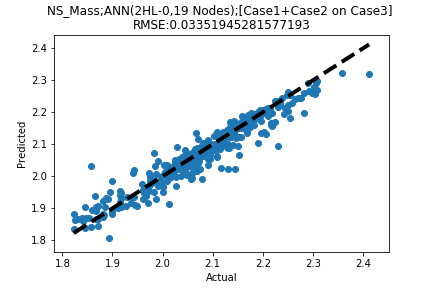 NS_Mass;ANN(2HL-0,19 Nodes);[Case1+Case2 on Case3]
RMSE:0.03351945281577193
2.4
2.3
2.2
2.1
2.0
1.9
1.8
Predicted
1.8 1.9 2.0 2.1 2.2 2.3 2.4
Actual